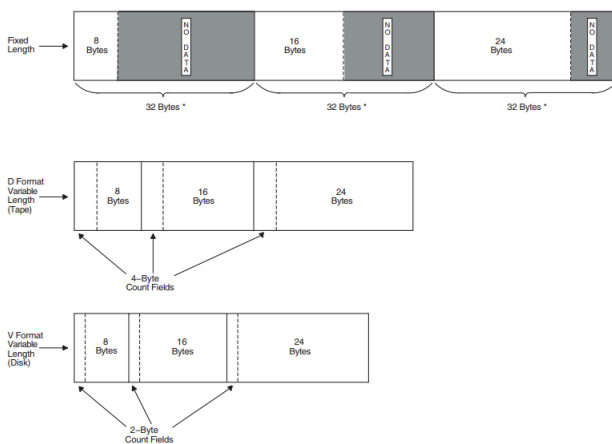 Fixed
Length
8
Bytes
NO DATA
16
Bytes
NO DATA
24
Bytes
NO DATA
32 Bytes *
32 Bytes *
32 Bytes *
D Format
Variable
Length
(Tape)
8
Bytes
16
Bytes
24
Bytes
4-Byte
Count Fields
V Format
Variable
Length
(Disk)
8
Bytes
16
Bytes
24
Bytes
2-Byte
Count Fields